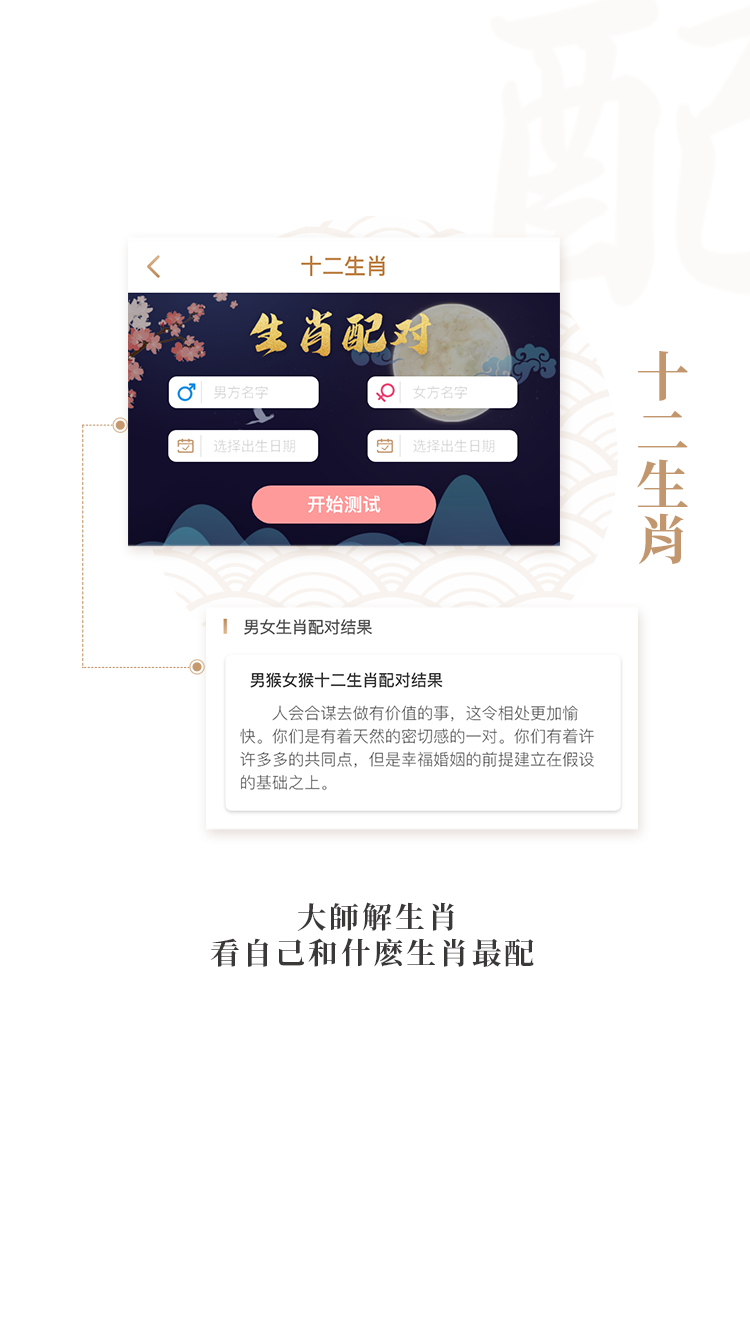 配
十二生肖
生肖配对
男方名字
女方名字
选择出生日期
选择出生日期
开始测试
十二生肖
男女生肖配对结果
男猴女猴十二生肖配对结果
人会合谋去做有价值的事，这令相处更加愉
快。你们是有着天然的密切感的一对。你们有着许
许多多的共同点，但是幸福婚姻的前提建立在假设
的基础之上。
大師解生肖
看自己和什麽生肖最配